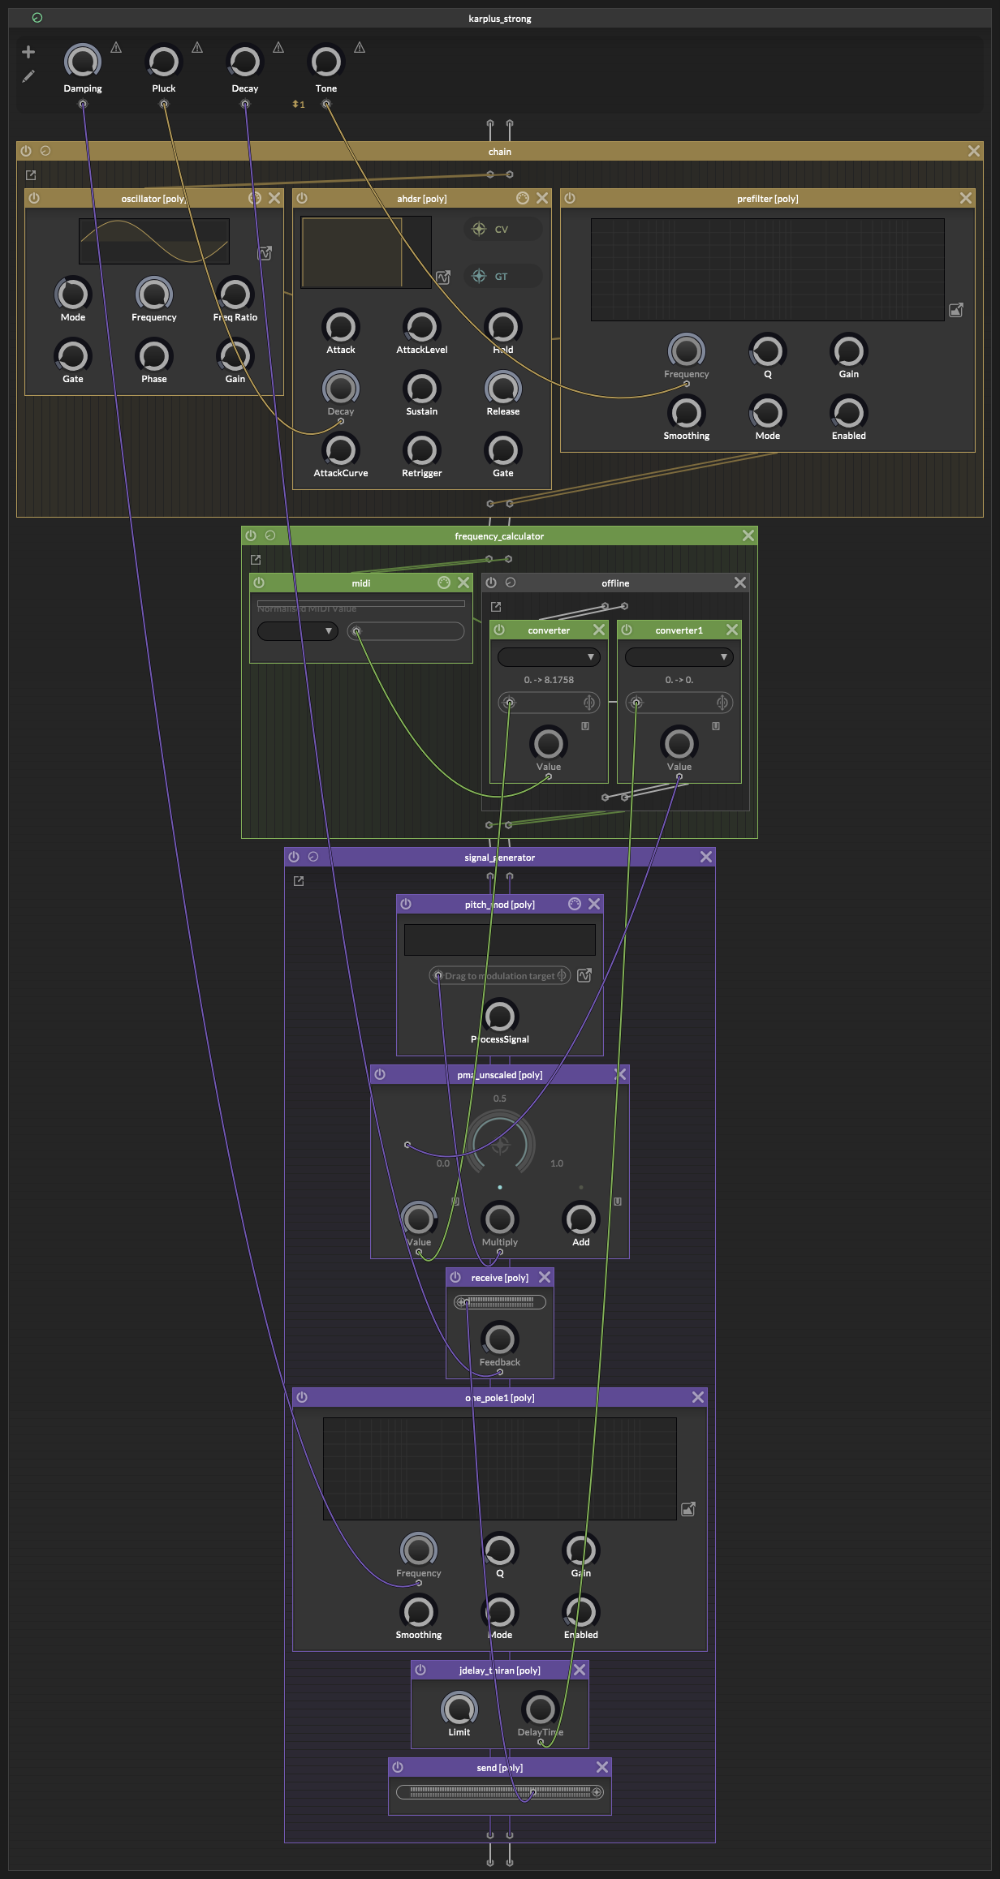 karplus_strong
Damping
Pluck
Decay
Tone
1
chain
oscillator [poly]
ahdsr [poly]
prefilter [poly]
CV
GT
Mode
Frequency
Freq Ratio
Gate
Phase
Gain
Attack
AttackLevel
Hold
Decay
Sustain
Release
AttackCurve
Retrigger
Gate
Frequency
Q
Gain
Smoothing
Mode
Enabled
frequency_calculator
midi
Normalised MIDI Value
offline
converter
converter1
0. -> 8.1758
0. -> 0.
Value
Value
signal_generator
pitch_mod [poly]
Drag to modulation target
ProcessSignal
pma_unscaled [poly]
0.5
0.0
1.0
Value
Multiply
Add
receive [poly]
Feedback
one_pole1 [poly]
Frequency
Q
Gain
Smoothing
Mode
Enabled
jdelay_thiran [poly]
Limit
DelayTime
send [poly]